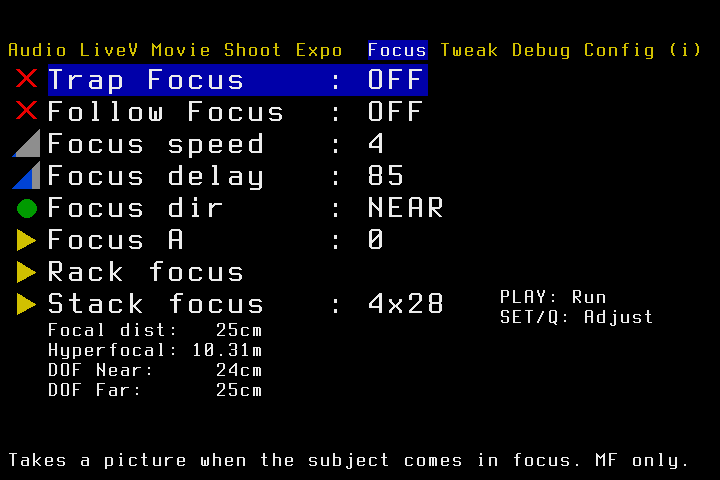 Audio LiveV Movie Shoot Expo Focus Tweak Debug Config (i)
Trap Focus : OFF
Follow Focus : OFF
Focus speed : 4
Focus delay : 85
Focus dir : NEAR
Focus A : 0
Rack focus
Stack focus : 4x28
PLAY: Run
SET/Q: Adjust
Focal dist: 25cm
Hyperfocal: 10.31m
DOF Near: 24cm
DOF Far: 25cm
Takes a picture when the subject comes in focus. MF only.